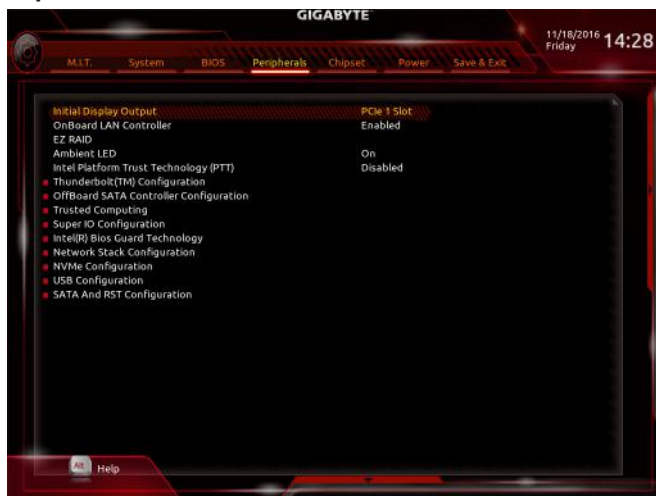 GIGABYTE
11/18/2016 14:28
Friday
M.I.T. System BIOS Peripherals Chipset Power Save & Exit
Initial Display Output PCIe 1 Slot
OnBoard LAN Controller Enabled
EZ RAID
Ambient LED On
Intel Platform Trust Technology (PTT) Disabled
Thunderbolt(TM) Configuration
OffBoard SATA Controller Configuration
Trusted Computing
Super IO Configuration
Intel(R) Bios Guard Technology
Network Stack Configuration
NVMe Configuration
USB Configuration
SATA And RST Configuration
Alt Help